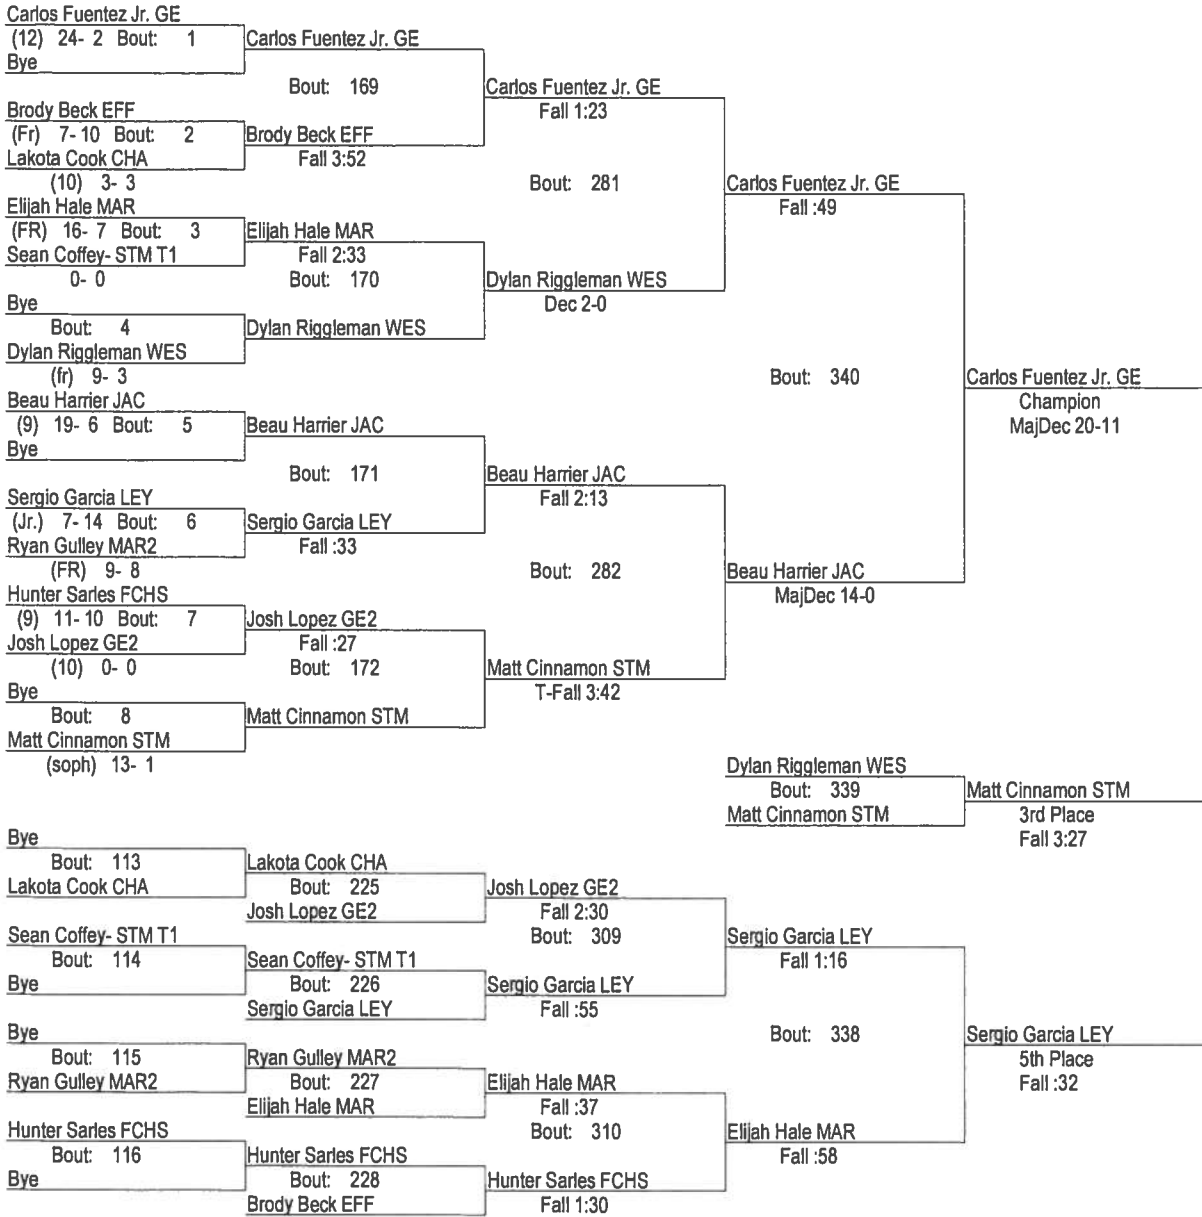 Carlos Fuentez Jr. GE
(12) 24- 2 Bout: 1
Bye
Brody Beck EFF
(Fr) 7- 10 Bout: 2
Lakota Cook CHA
(10) 3- 3
Elijah Hale MAR
(FR) 16- 7 Bout: 3
Sean Coffey- STM T1
0- 0
Bye
Bout: 4
Dylan Riggleman WES
(fr) 9- 3
Beau Harrier JAC
(9) 19- 6 Bout: 5
Bye
Sergio Garcia LEY
(Jr.) 7- 14 Bout: 6
Ryan Gulley MAR2
(FR) 9- 8
Hunter Sarles FCHS
(9) 11- 10 Bout: 7
Josh Lopez GE2
(10) 0- 0
Bye
Bout: 8
Matt Cinnamon STM
(soph) 13- 1
Carlos Fuentez Jr. GE
Bout: 169
Brody Beck EFF
Fall 3:52
Elijah Hale MAR
Fall 2:33
Bout: 170
Dylan Riggleman WES
Beau Harrier JAC
Bout: 171
Sergio Garcia LEY
Fall :33
Josh Lopez GE2
Fall :27
Bout: 172
Matt Cinnamon STM
Carlos Fuentez Jr. GE
Fall 1:23
Bout: 281
Dylan Riggleman WES
Dec 2-0
Beau Harrier JAC
Fall 2:13
Bout: 282
Matt Cinnamon STM
T-Fall 3:42
Carlos Fuentez Jr. GE
Fall :49
Bout: 340
Beau Harrier JAC
MajDec 14-0
Carlos Fuentez Jr. GE
Champion
MajDec 20-11
Dylan Riggleman WES
Bout: 339
Matt Cinnamon STM
Matt Cinnamon STM
3rd Place
Fall 3:27
Bye
Bout: 113
Lakota Cook CHA
Sean Coffey- STM T1
Bout: 114
Bye
Bye
Bout: 115
Ryan Gulley MAR2
Hunter Sarles FCHS
Bout: 116
Bye
Lakota Cook CHA
Bout: 225
Josh Lopez GE2
Sean Coffey- STM T1
Bout: 226
Sergio Garcia LEY
Ryan Gulley MAR2
Bout: 227
Elijah Hale MAR
Hunter Sarles FCHS
Bout: 228
Brody Beck EFF
Josh Lopez GE2
Fall 2:30
Bout: 309
Sergio Garcia LEY
Fall :55
Elijah Hale MAR
Fall :37
Bout: 310
Hunter Sarles FCHS
Fall 1:30
Sergio Garcia LEY
Fall 1:16
Bout: 338
Elijah Hale MAR
Fall :58
Sergio Garcia LEY
5th Place
Fall :32